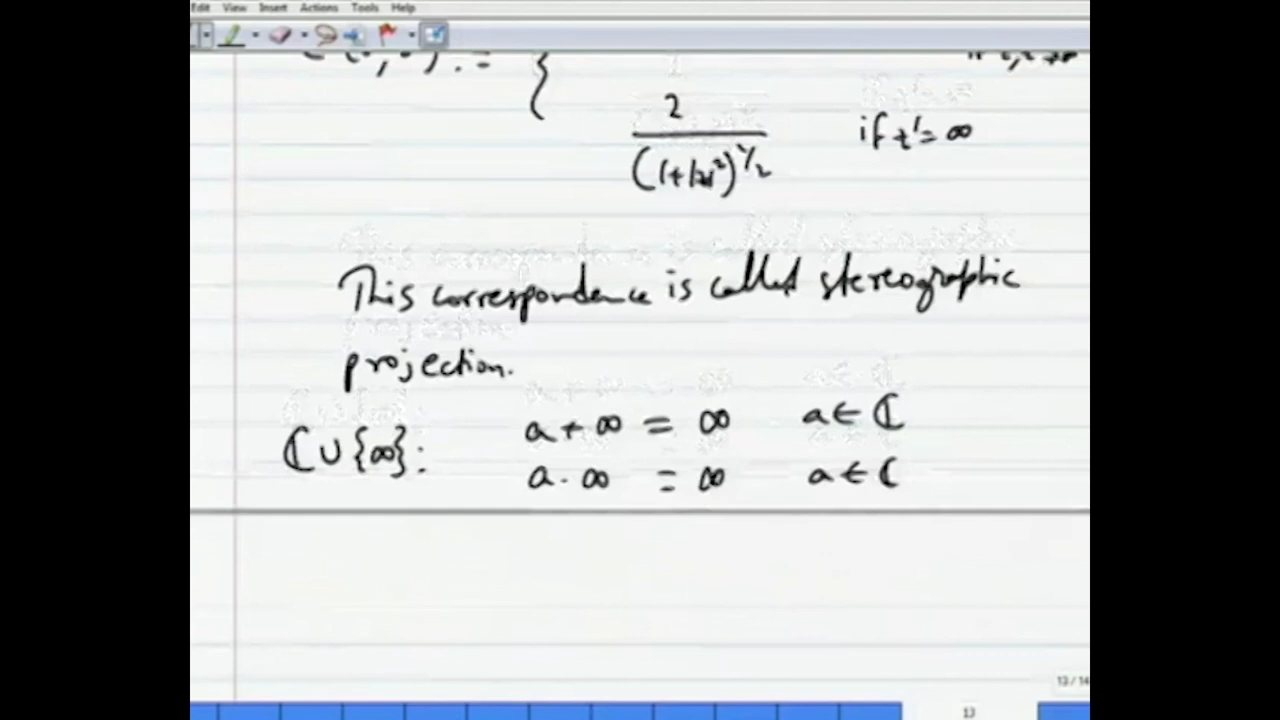 Edit View Insert Actions Tools Help
if z, z' ≠ ∞
2
(1+|z|²)^1/2 if z' = ∞
This correspondence is called stereographic
projection.
ℂ ∪ {∞}: a + ∞ = ∞ a ∈ ℂ
a . ∞ = ∞ a ∈ ℂ
13 / 14
13